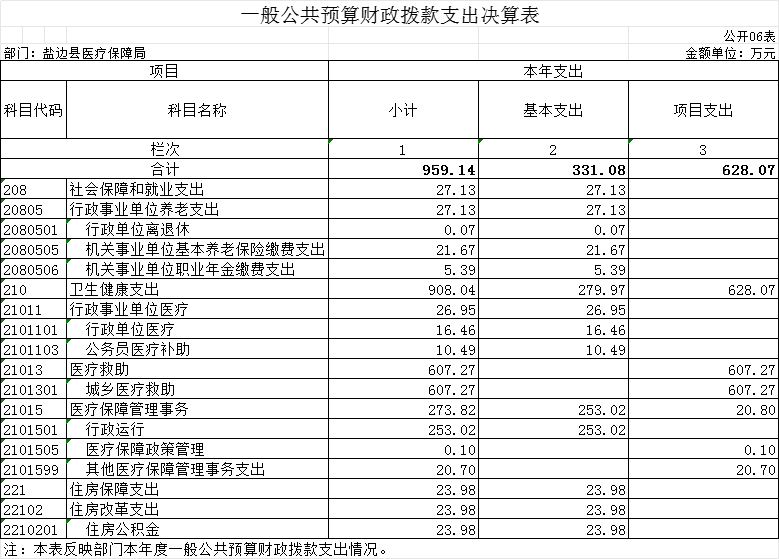 一般公共预算财政拨款支出决算表
公开06表
部门：盐边县医疗保障局 金额单位：万元
项目 本年支出
科目代码 科目名称 小计 基本支出 项目支出
栏次 1 2 3
合计 959.14 331.08 628.07
208 社会保障和就业支出 27.13 27.13
20805 行政事业单位养老支出 27.13 27.13
2080501 行政单位离退休 0.07 0.07
2080505 机关事业单位基本养老保险缴费支出 21.67 21.67
2080506 机关事业单位职业年金缴费支出 5.39 5.39
210 卫生健康支出 908.04 279.97 628.07
21011 行政事业单位医疗 26.95 26.95
2101101 行政单位医疗 16.46 16.46
2101103 公务员医疗补助 10.49 10.49
21013 医疗救助 607.27 607.27
2101301 城乡医疗救助 607.27 607.27
21015 医疗保障管理事务 273.82 253.02 20.80
2101501 行政运行 253.02 253.02
2101505 医疗保障政策管理 0.10 0.10
2101599 其他医疗保障管理事务支出 20.70 20.70
221 住房保障支出 23.98 23.98
22102 住房改革支出 23.98 23.98
2210201 住房公积金 23.98 23.98
注：本表反映部门本年度一般公共预算财政拨款支出情况。